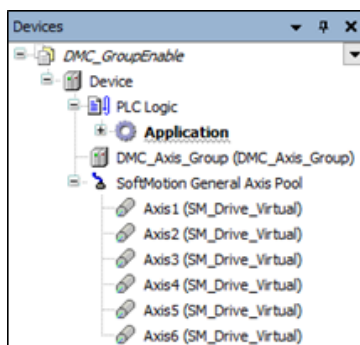 Devices
DMC_GroupEnable
Device
PLC Logic
Application
DMC_Axis_Group (DMC_Axis_Group)
SoftMotion General Axis Pool
Axis1 (SM_Drive_Virtual)
Axis2 (SM_Drive_Virtual)
Axis3 (SM_Drive_Virtual)
Axis4 (SM_Drive_Virtual)
Axis5 (SM_Drive_Virtual)
Axis6 (SM_Drive_Virtual)